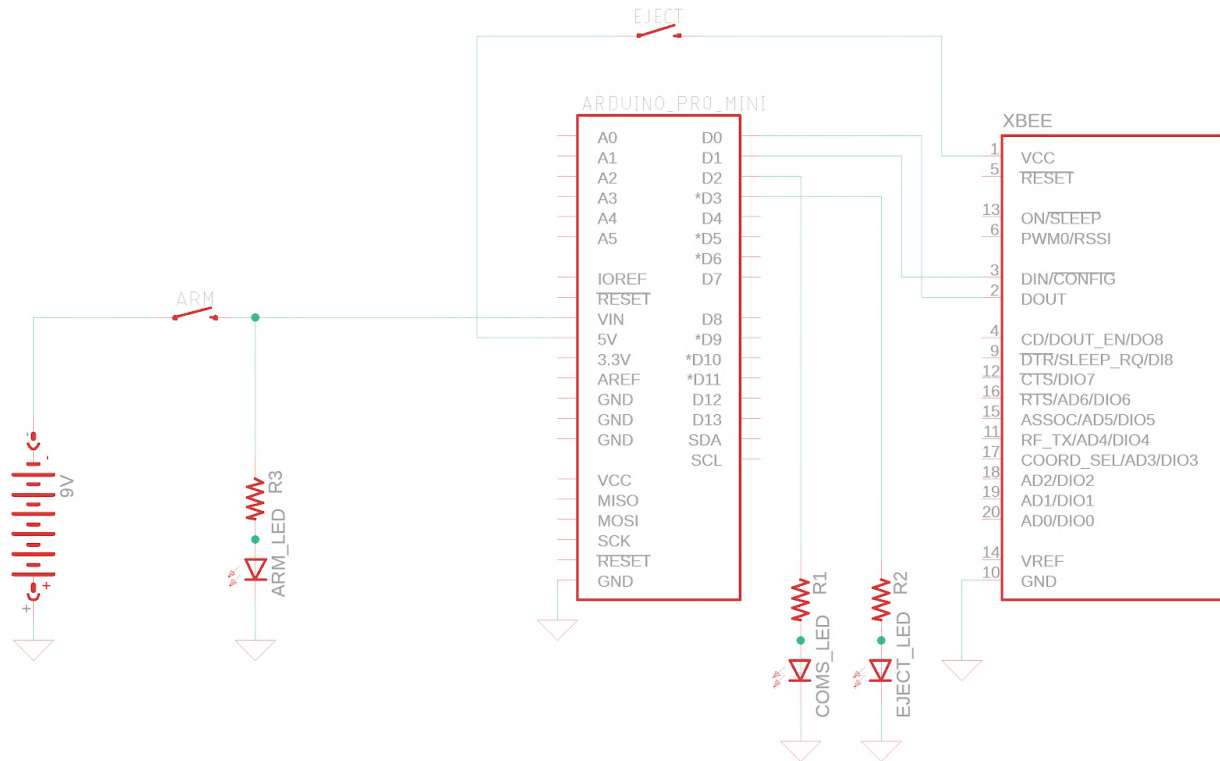 EJECT
ARDUINO_PRO_MINI
A0 D0
A1 D1
A2 D2
A3 *D3
A4 D4
A5 *D5
*D6
IOREF D7
RESET
VIN D8
5V *D9
3.3V *D10
AREF *D11
GND D12
GND D13
GND SDA
SCL
VCC
MISO
MOSI
SCK
RESET
GND
XBEE
1 VCC
5 RESET
13 ON/SLEEP
6 PWM0/RSSI
3 DIN/CONFIG
2 DOUT
4 CD/DOUT_EN/DO8
9 DTR/SLEEP_RQ/DI8
12 CTS/DIO7
16 RTS/AD6/DIO6
15 ASSOC/AD5/DIO5
11 RF_TX/AD4/DIO4
17 COORD_SEL/AD3/DIO3
18 AD2/DIO2
19 AD1/DIO1
20 AD0/DIO0
14 VREF
10 GND
ARM
-
9V
+
+
R3
ARM_LED
R1
COMS_LED
R2
EJECT_LED